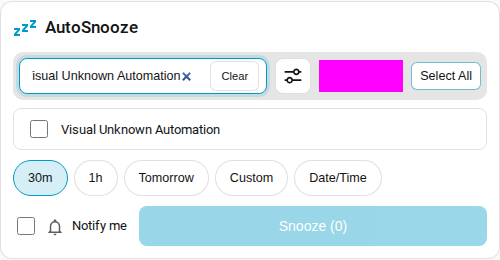 zzz AutoSnooze
isual Unknown Automation× Clear Select All
Visual Unknown Automation
30m 1h Tomorrow Custom Date/Time
Notify me Snooze (0)